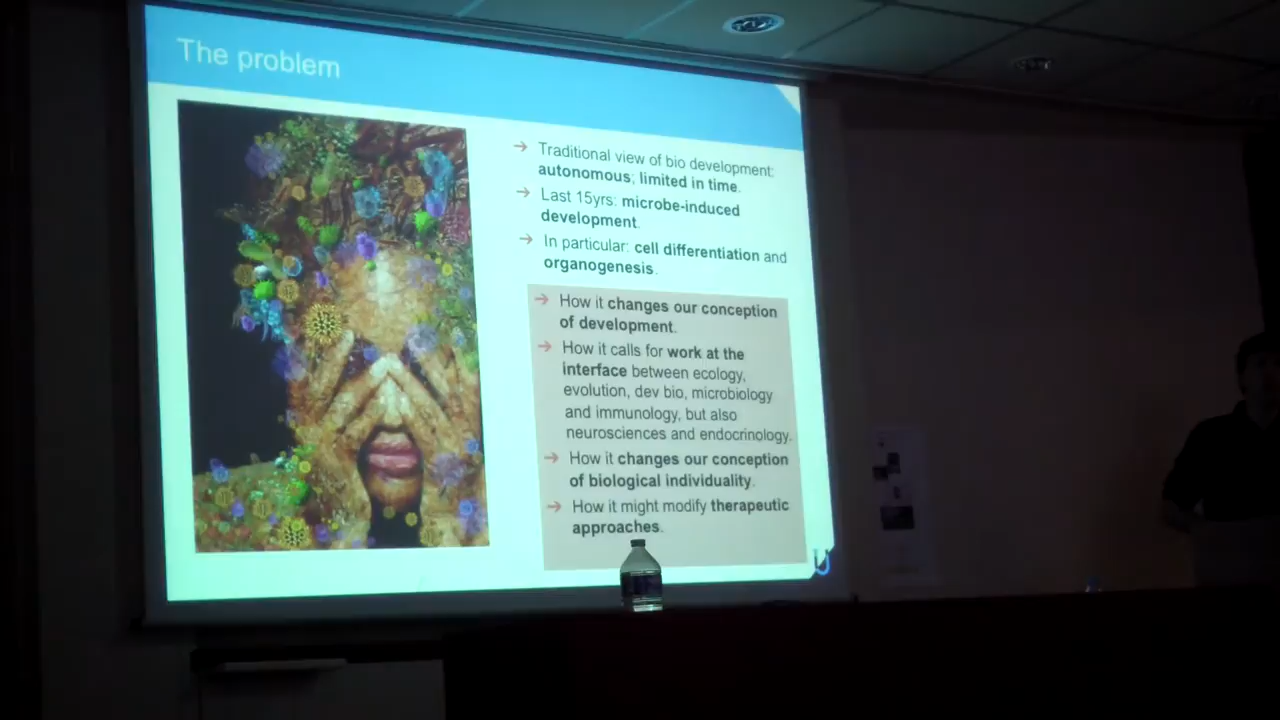 The problem
→ Traditional view of bio development:
autonomous; limited in time.
→ Last 15yrs: microbe-induced
development.
→ In particular: cell differentiation and
organogenesis.
→ How it changes our conception
of development.
→ How it calls for work at the
interface between ecology,
evolution, dev bio, microbiology
and immunology, but also
neurosciences and endocrinology.
→ How it changes our conception
of biological individuality.
→ How it might modify therapeutic
approaches.